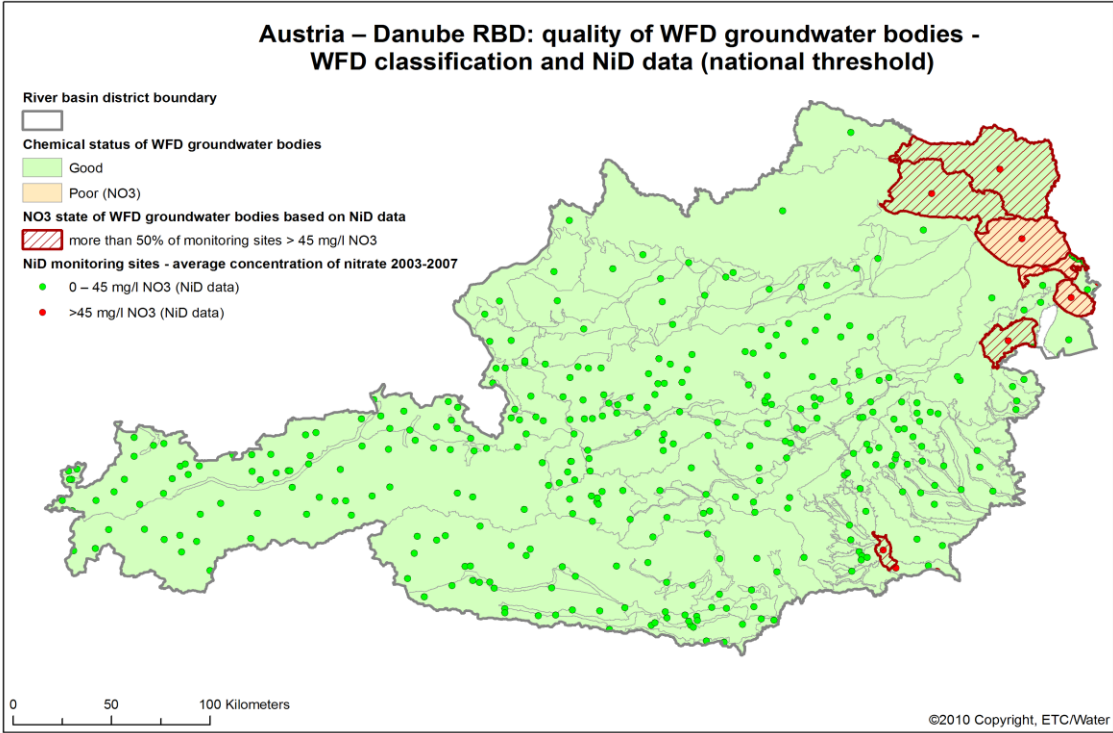 Austria – Danube RBD: quality of WFD groundwater bodies -
WFD classification and NiD data (national threshold)
River basin district boundary
Chemical status of WFD groundwater bodies
Good
Poor (NO3)
NO3 state of WFD groundwater bodies based on NiD data
more than 50% of monitoring sites > 45 mg/l NO3
NiD monitoring sites - average concentration of nitrate 2003-2007
0 – 45 mg/l NO3 (NiD data)
>45 mg/l NO3 (NiD data)
0 50 100 Kilometers
©2010 Copyright, ETC/Water